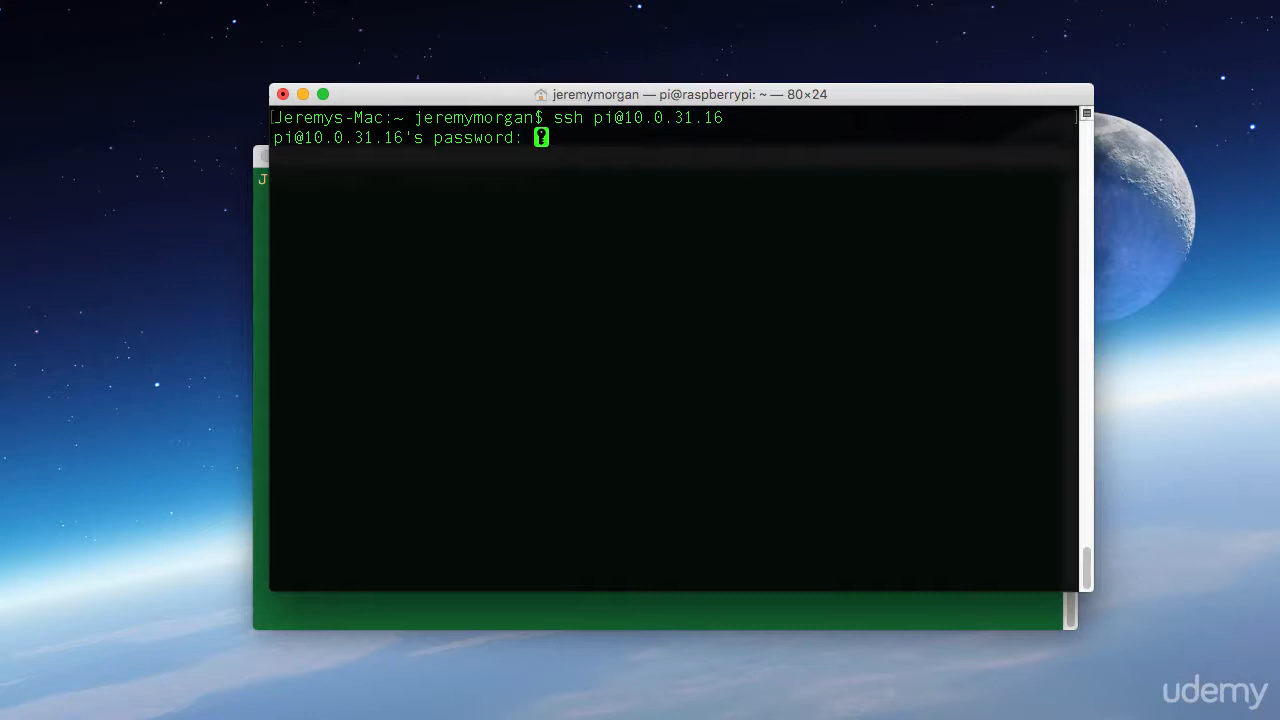 jeremymorgan — pi@raspberrypi: ~ — 80×24
[Jeremys-Mac:~ jeremymorgan$ ssh pi@10.0.31.16 ]
pi@10.0.31.16's password:
J
udemy